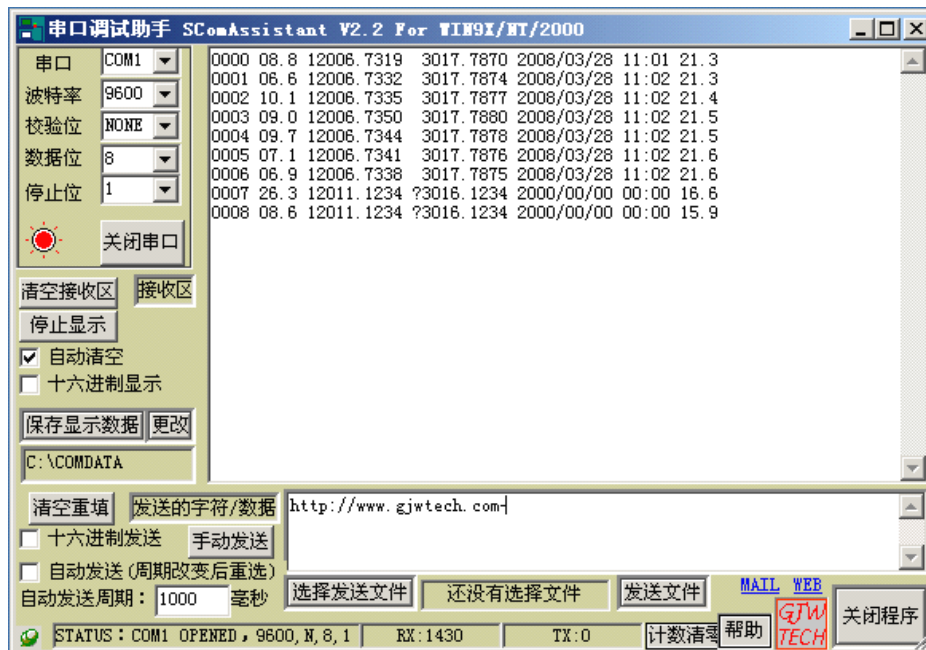 串口调试助手 SComAssistant V2.2 For WIN9X/NT/2000
串口 COM1
波特率 9600
校验位 NONE
数据位 8
停止位 1
关闭串口
清空接收区 接收区
停止显示
自动清空
十六进制显示
保存显示数据 更改
C:\COMDATA
0000 08.8 12006.7319 3017.7870 2008/03/28 11:01 21.3
0001 06.6 12006.7332 3017.7874 2008/03/28 11:02 21.3
0002 10.1 12006.7335 3017.7877 2008/03/28 11:02 21.4
0003 09.0 12006.7350 3017.7880 2008/03/28 11:02 21.5
0004 09.7 12006.7344 3017.7878 2008/03/28 11:02 21.5
0005 07.1 12006.7341 3017.7876 2008/03/28 11:02 21.6
0006 06.9 12006.7338 3017.7875 2008/03/28 11:02 21.6
0007 26.3 12011.1234 ?3016.1234 2000/00/00 00:00 16.6
0008 08.6 12011.1234 ?3016.1234 2000/00/00 00:00 15.9
清空重填 发送的字符/数据 http://www.gjwtech.com
十六进制发送 手动发送
自动发送(周期改变后重选)
自动发送周期: 1000 毫秒 选择发送文件 还没有选择文件 发送文件 MAIL WEB
STATUS:COM1 OPENED,9600,N,8,1 RX:1430 TX:0 计数清零 帮助 GJW TECH 关闭程序